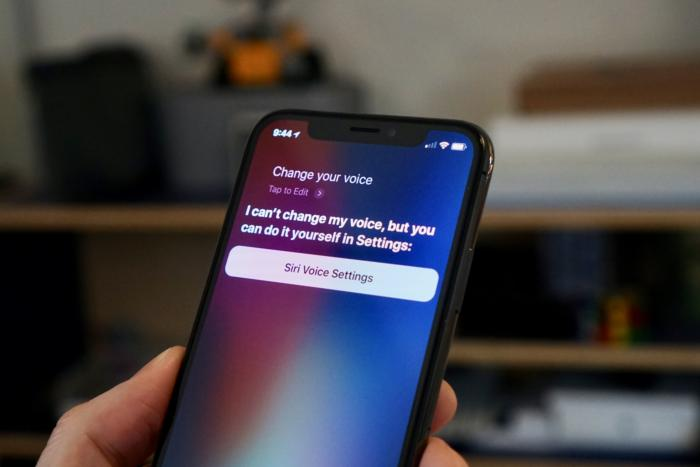 9:44
Change your voice
Tap to Edit
I can't change my voice, but you
can do it yourself in Settings:
Siri Voice Settings